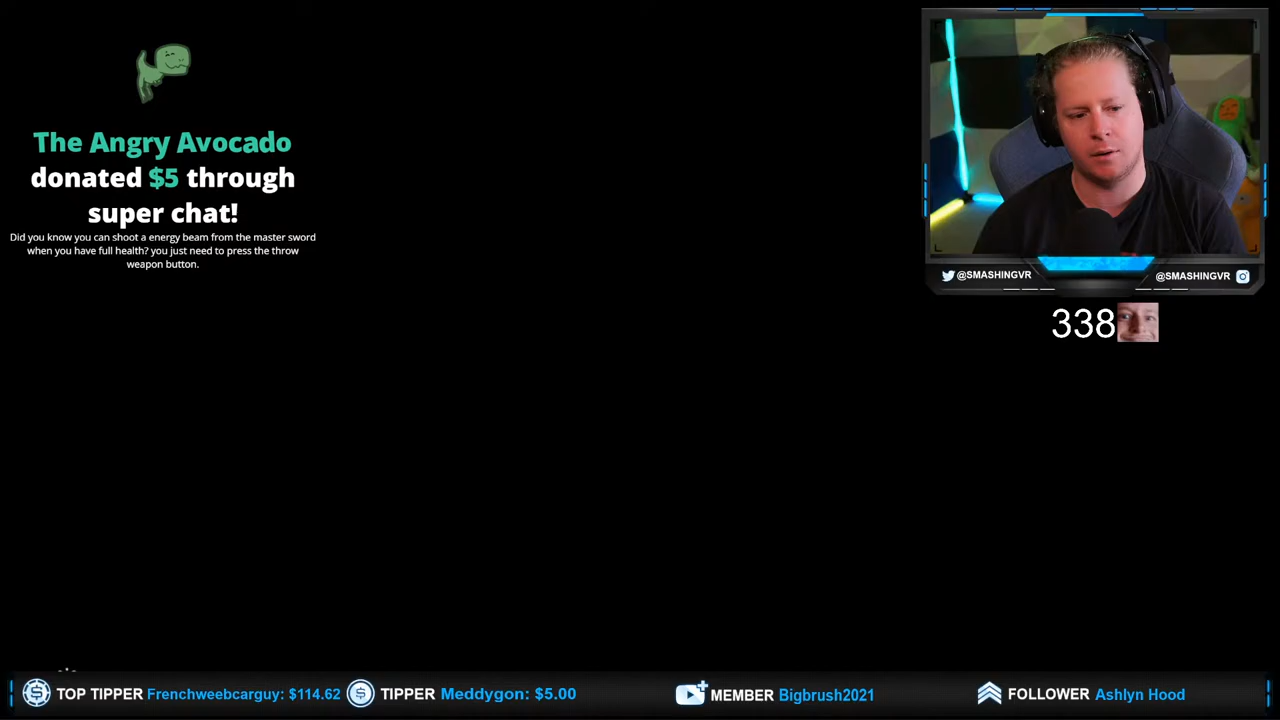 The Angry Avocado
donated $5 through
super chat!
Did you know you can shoot a energy beam from the master sword
when you have full health? you just need to press the throw
weapon button.
@SMASHINGVR
@SMASHINGVR
338
TOP TIPPER Frenchweebcarguy: $114.62
TIPPER Meddygon: $5.00
MEMBER Bigbrush2021
FOLLOWER Ashlyn Hood